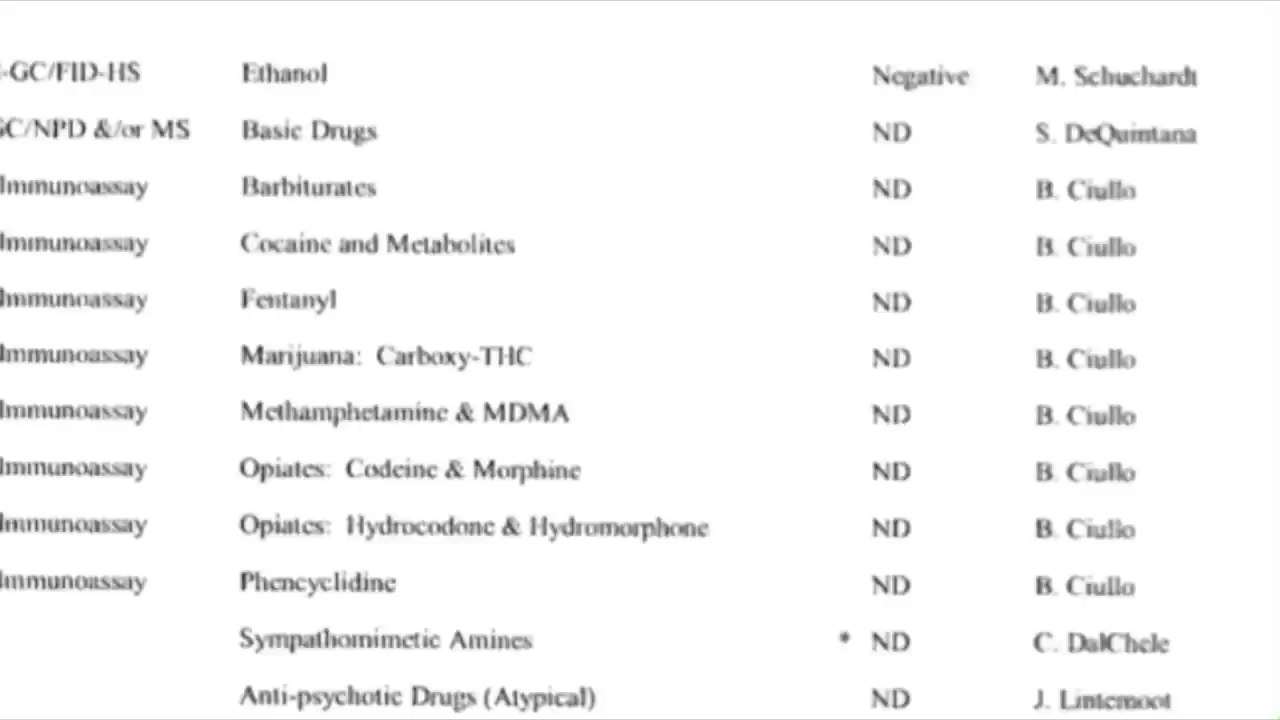 -GC/FID-HS Ethanol Negative M. Schuchardt
GC/NPD &/or MS Basic Drugs ND S. DeQuintana
Immunoassay Barbiturates ND B. Ciullo
Immunoassay Cocaine and Metabolites ND B. Ciullo
Immunoassay Fentanyl ND B. Ciullo
Immunoassay Marijuana: Carboxy-THC ND B. Ciullo
Immunoassay Methamphetamine & MDMA ND B. Ciullo
Immunoassay Opiates: Codeine & Morphine ND B. Ciullo
Immunoassay Opiates: Hydrocodone & Hydromorphone ND B. Ciullo
Immunoassay Phencyclidine ND B. Ciullo
Sympathomimetic Amines * ND C. DalChele
Anti-psychotic Drugs (Atypical) ND J. Lintemoot